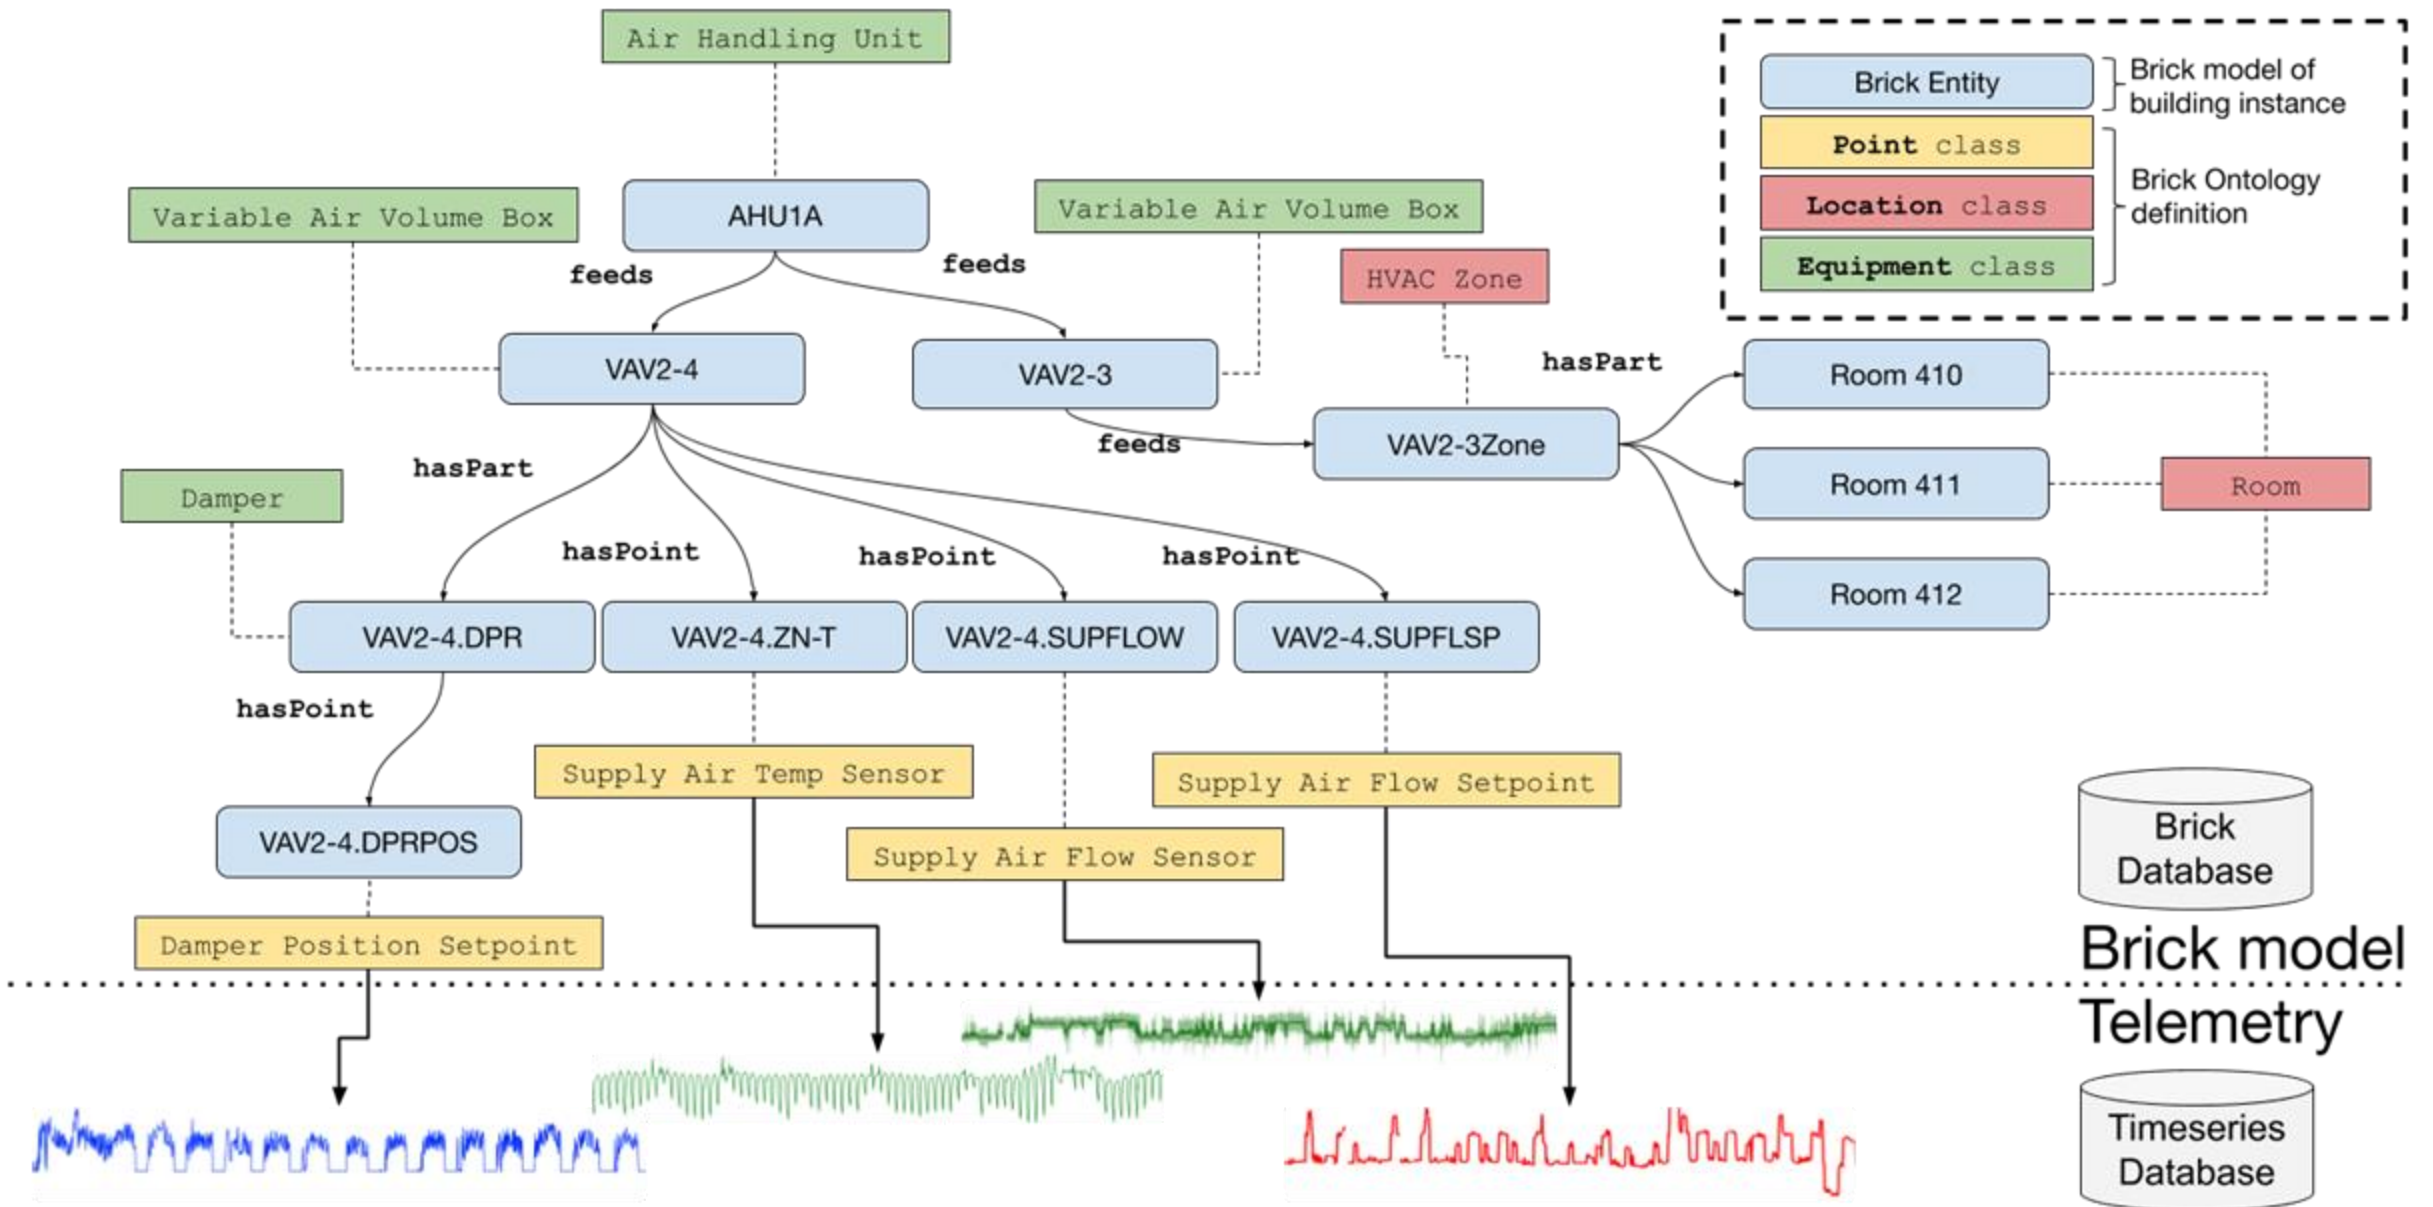 Air Handling Unit
Brick Entity
Brick model of
building instance
Point class
Location class
Equipment class
Brick Ontology
definition
Variable Air Volume Box
AHU1A
Variable Air Volume Box
feeds
feeds
HVAC Zone
VAV2-4
VAV2-3
hasPart
Room 410
feeds
VAV2-3Zone
Room 411
Room
Room 412
hasPart
Damper
hasPoint
hasPoint
hasPoint
VAV2-4.DPR
VAV2-4.ZN-T
VAV2-4.SUPFLOW
VAV2-4.SUPFLSP
hasPoint
Supply Air Temp Sensor
Supply Air Flow Setpoint
VAV2-4.DPRPOS
Supply Air Flow Sensor
Damper Position Setpoint
Brick
Database
Brick model
Telemetry
Timeseries
Database